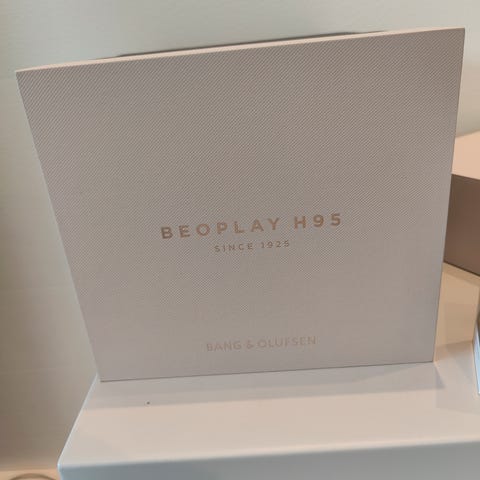 BEOPLAY H95
SINCE 1925
BANG & OLUFSEN